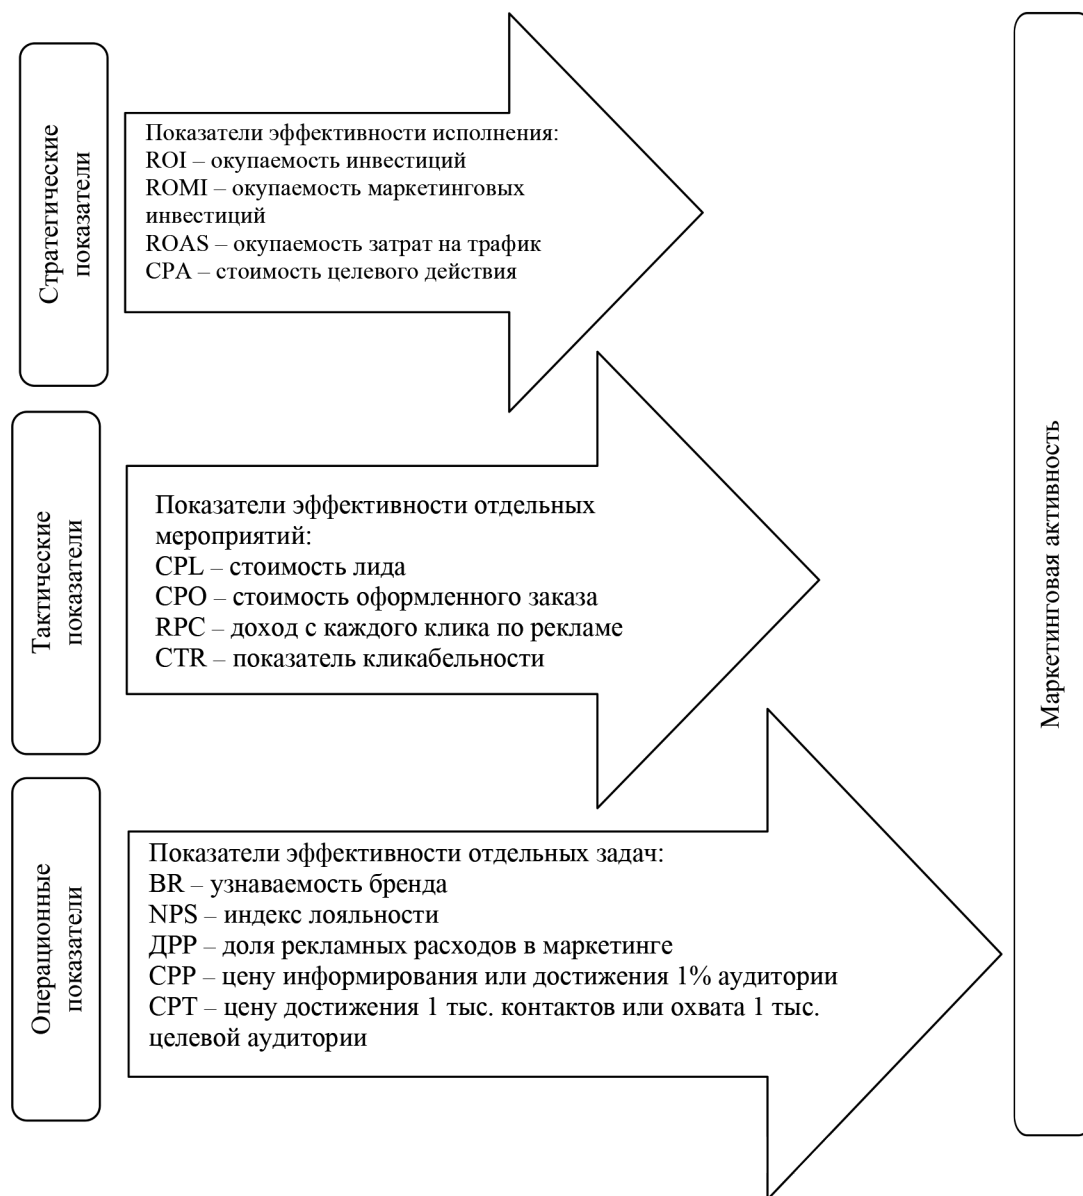 Стратегические
показатели
Показатели эффективности исполнения:
ROI – окупаемость инвестиций
ROMI – окупаемость маркетинговых
инвестиций
ROAS – окупаемость затрат на трафик
CPA – стоимость целевого действия
Тактические
показатели
Показатели эффективности отдельных
мероприятий:
CPL – стоимость лида
CPO – стоимость оформленного заказа
RPC – доход с каждого клика по рекламе
CTR – показатель кликабельности
Операционные
показатели
Показатели эффективности отдельных задач:
BR – узнаваемость бренда
NPS – индекс лояльности
ДРР – доля рекламных расходов в маркетинге
CPP – цену информирования или достижения 1% аудитории
CPT – цену достижения 1 тыс. контактов или охвата 1 тыс.
целевой аудитории
Маркетинговая активность